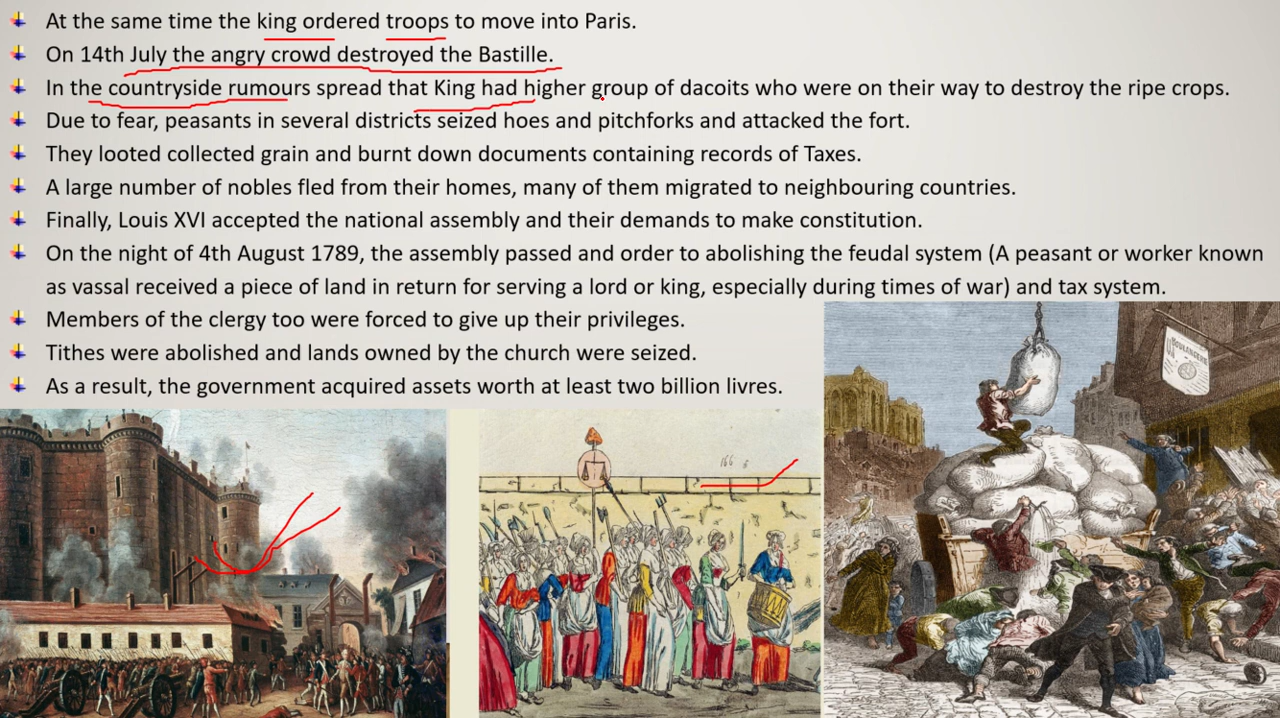 At the same time the king ordered troops to move into Paris.
On 14th July the angry crowd destroyed the Bastille.
In the countryside rumours spread that King had higher group of dacoits who were on their way to destroy the ripe crops.
Due to fear, peasants in several districts seized hoes and pitchforks and attacked the fort.
They looted collected grain and burnt down documents containing records of Taxes.
A large number of nobles fled from their homes, many of them migrated to neighbouring countries.
Finally, Louis XVI accepted the national assembly and their demands to make constitution.
On the night of 4th August 1789, the assembly passed and order to abolishing the feudal system (A peasant or worker known
as vassal received a piece of land in return for serving a lord or king, especially during times of war) and tax system.
Members of the clergy too were forced to give up their privileges.
Tithes were abolished and lands owned by the church were seized.
As a result, the government acquired assets worth at least two billion livres.
BOULANGERIE